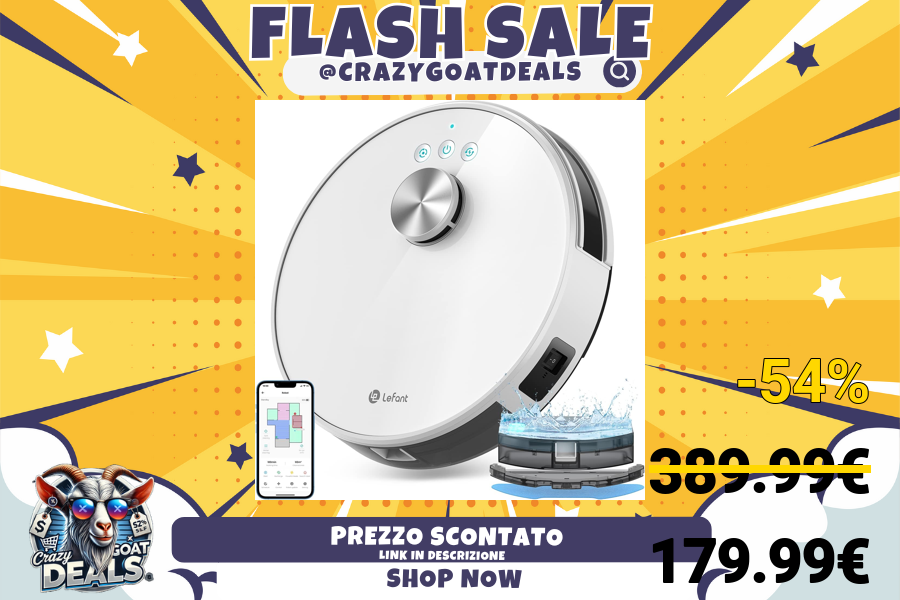 FLASH SALE
@CRAZYGOATDEALS
Lefant
-54%
389.99€
PREZZO SCONTATO
LINK IN DESCRIZIONE
SHOP NOW
179.99€
$
52%
Crazy
GOAT
DEALS